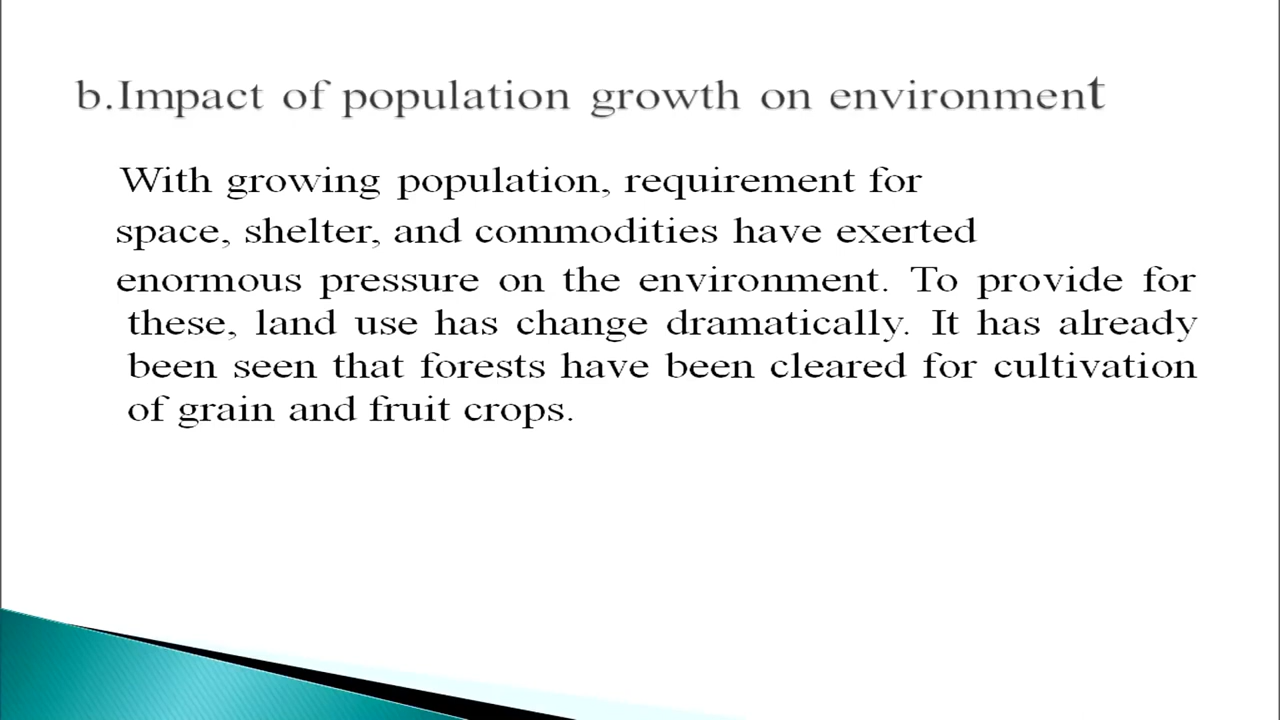 b.Impact of population growth on environment
With growing population, requirement for
space, shelter, and commodities have exerted
enormous pressure on the environment. To provide for
these, land use has change dramatically. It has already
been seen that forests have been cleared for cultivation
of grain and fruit crops.